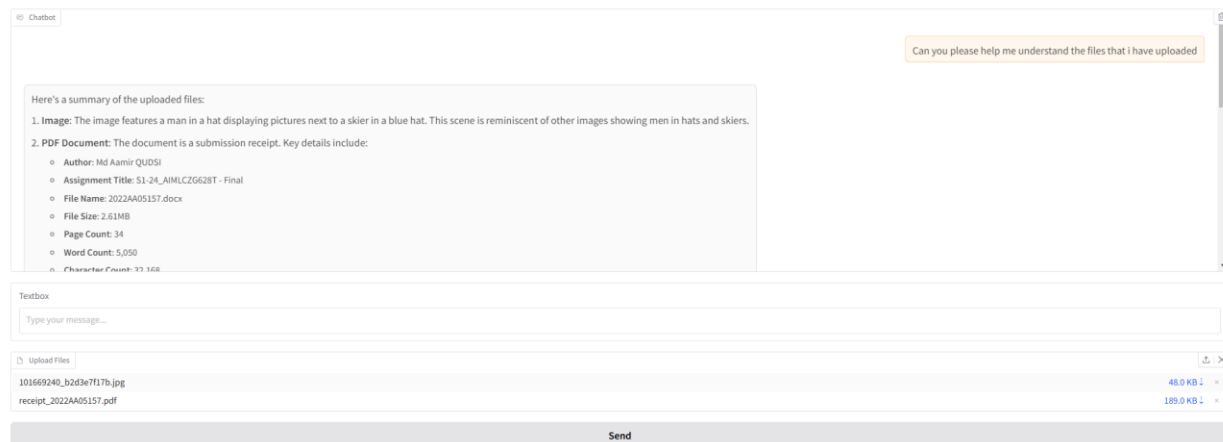 Chatbot
Can you please help me understand the files that i have uploaded
Here's a summary of the uploaded files:
1. Image: The image features a man in a hat displaying pictures next to a skier in a blue hat. This scene is reminiscent of other images showing men in hats and skiers.
2. PDF Document: The document is a submission receipt. Key details include:
Author: Md Aamir QUDSI
Assignment Title: S1-24_AIMLCZG628T - Final
File Name: 2022AA05157.docx
File Size: 2.61MB
Page Count: 34
Word Count: 5,050
Character Count: 32,168
Textbox
Type your message...
Upload Files
101669240_b2d3e7f17b.jpg 48.0 KB ↓
receipt_2022AA05157.pdf 189.0 KB ↓
Send